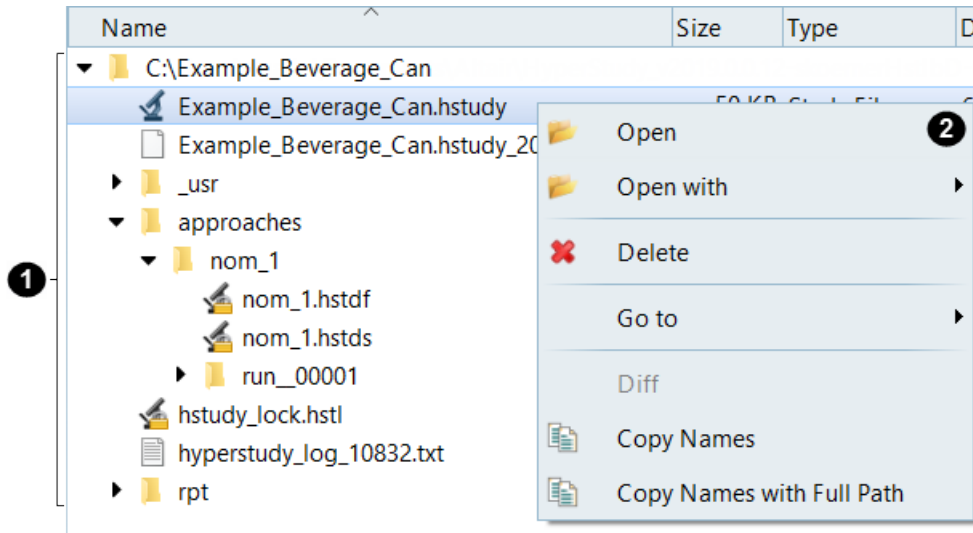 Name Size Type
C:\Example_Beverage_Can
Example_Beverage_Can.hstudy
Example_Beverage_Can.hstudy_20
_usr
approaches
nom_1
nom_1.hstdf
nom_1.hstds
run__00001
hstudy_lock.hstl
hyperstudy_log_10832.txt
rpt
1
Open 2
Open with
Delete
Go to
Diff
Copy Names
Copy Names with Full Path